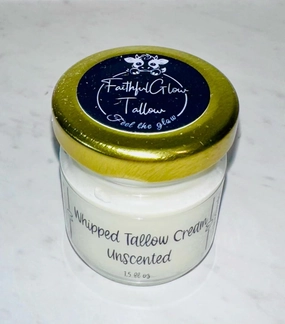 FaithfulGlow
Tallow
Feel the glow
Whipped Tallow Cream
Unscented
1.5 fl oz